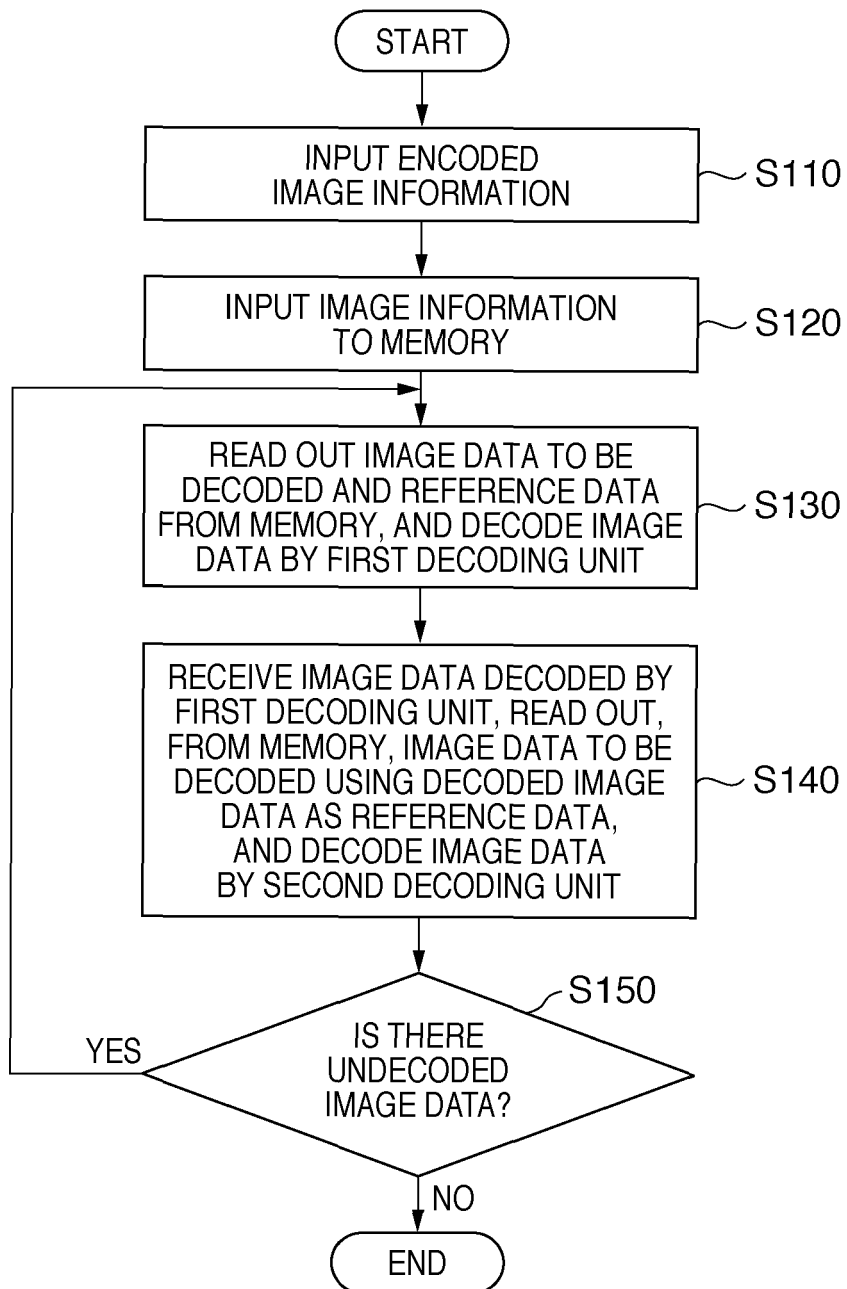 START
INPUT ENCODED
IMAGE INFORMATION
S110
INPUT IMAGE INFORMATION
TO MEMORY
S120
READ OUT IMAGE DATA TO BE
DECODED AND REFERENCE DATA
FROM MEMORY, AND DECODE IMAGE
DATA BY FIRST DECODING UNIT
S130
RECEIVE IMAGE DATA DECODED BY
FIRST DECODING UNIT, READ OUT,
FROM MEMORY, IMAGE DATA TO BE
DECODED USING DECODED IMAGE
DATA AS REFERENCE DATA,
AND DECODE IMAGE DATA
BY SECOND DECODING UNIT
S140
S150
IS THERE
UNDECODED
IMAGE DATA?
YES
NO
END